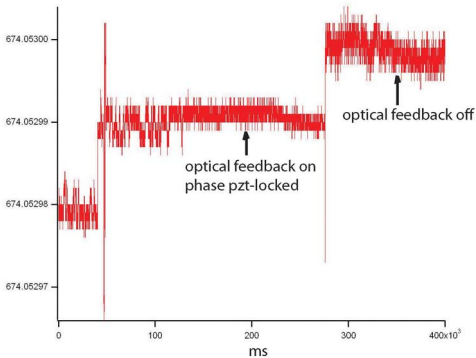 674.05300
674.05299
674.05298
674.05297
optical feedback off
optical feedback on
phase pzt-locked
0 100 200 300 400x10³
ms